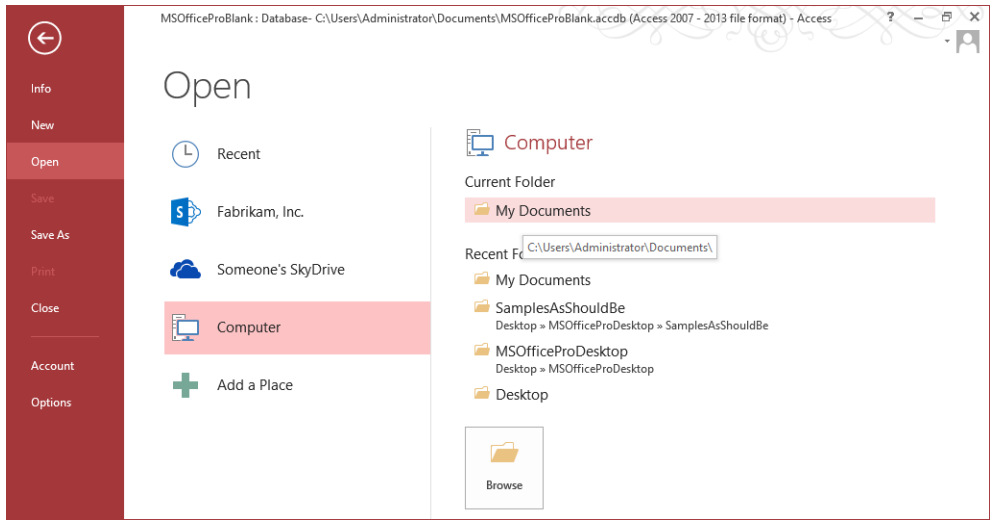 MSOfficeProBlank : Database- C:\Users\Administrator\Documents\MSOfficeProBlank.accdb (Access 2007 - 2013 file format) - Access
?
Info
New
Open
Save
Save As
Print
Close
Account
Options
Open
Recent
S
Fabrikam, Inc.
Someone's SkyDrive
Computer
Add a Place
Computer
Current Folder
My Documents
C:\Users\Administrator\Documents\
Recent
My Documents
SamplesAsShouldBe
Desktop » MSOfficeProDesktop » SamplesAsShouldBe
MSOfficeProDesktop
Desktop » MSOfficeProDesktop
Desktop
Browse